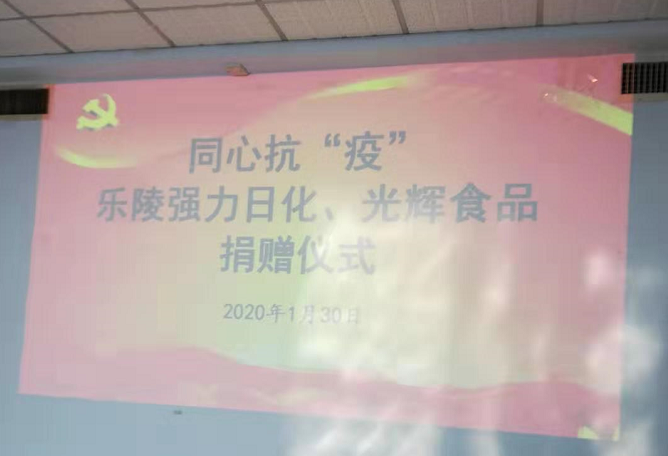 同心抗“疫”
乐陵强力日化、光辉食品
捐赠仪式
2020年1月30日